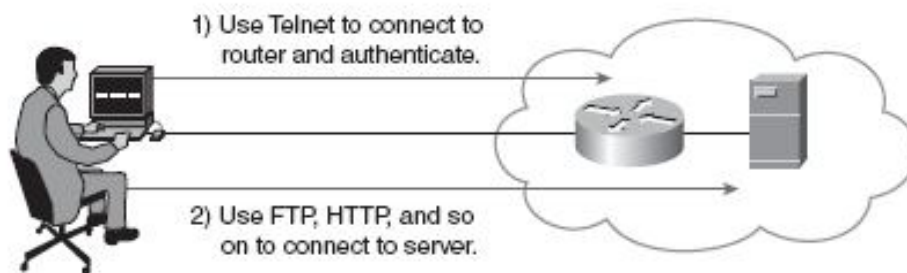 1) Use Telnet to connect to
router and authenticate.
2) Use FTP, HTTP, and so
on to connect to server.